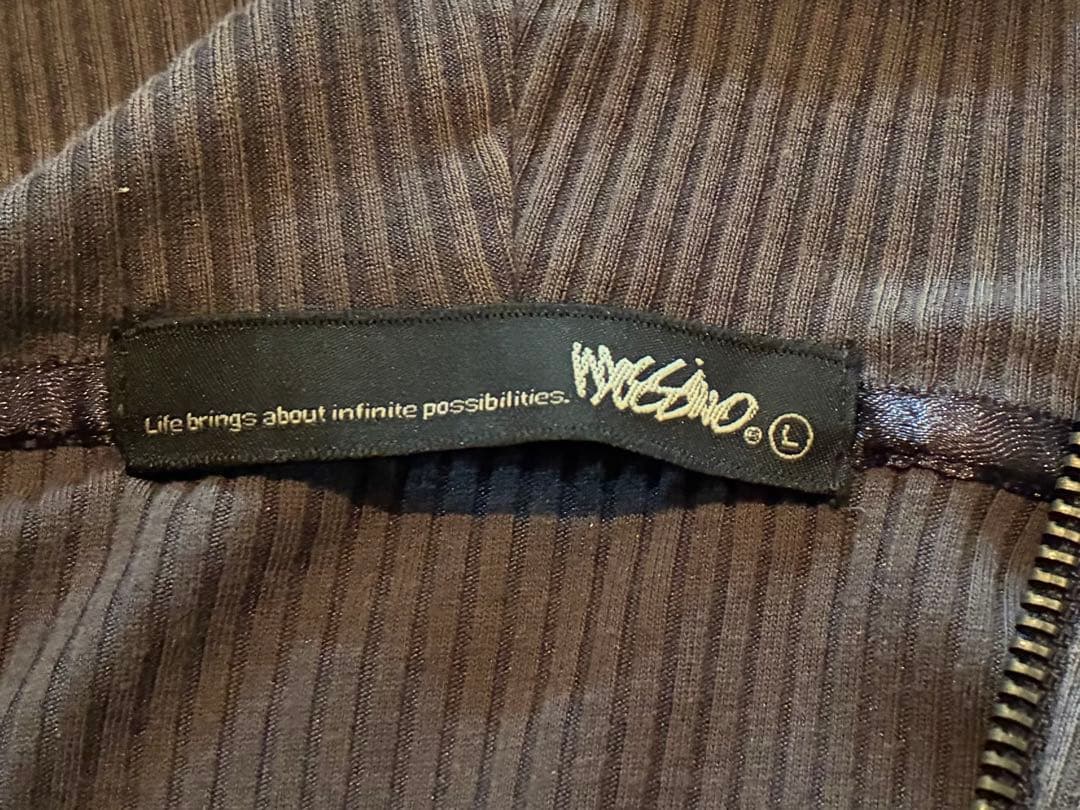 Life brings about infinite possibilities. Mossimo ® L